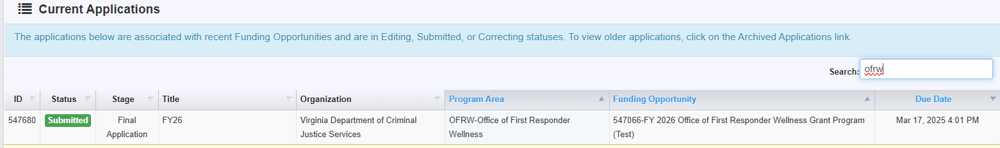 Current Applications
The applications below are associated with recent Funding Opportunities and are in Editing, Submitted, or Correcting statuses. To view older applications, click on the Archived Applications link.
Search: ofrw
ID Status Stage Title Organization Program Area Funding Opportunity Due Date
547680 Submitted Final FY26 Virginia Department of Criminal OFRW-Office of First Responder 547066-FY 2026 Office of First Responder Wellness Grant Program Mar 17, 2025 4:01 PM
Application Justice Services Wellness (Test)